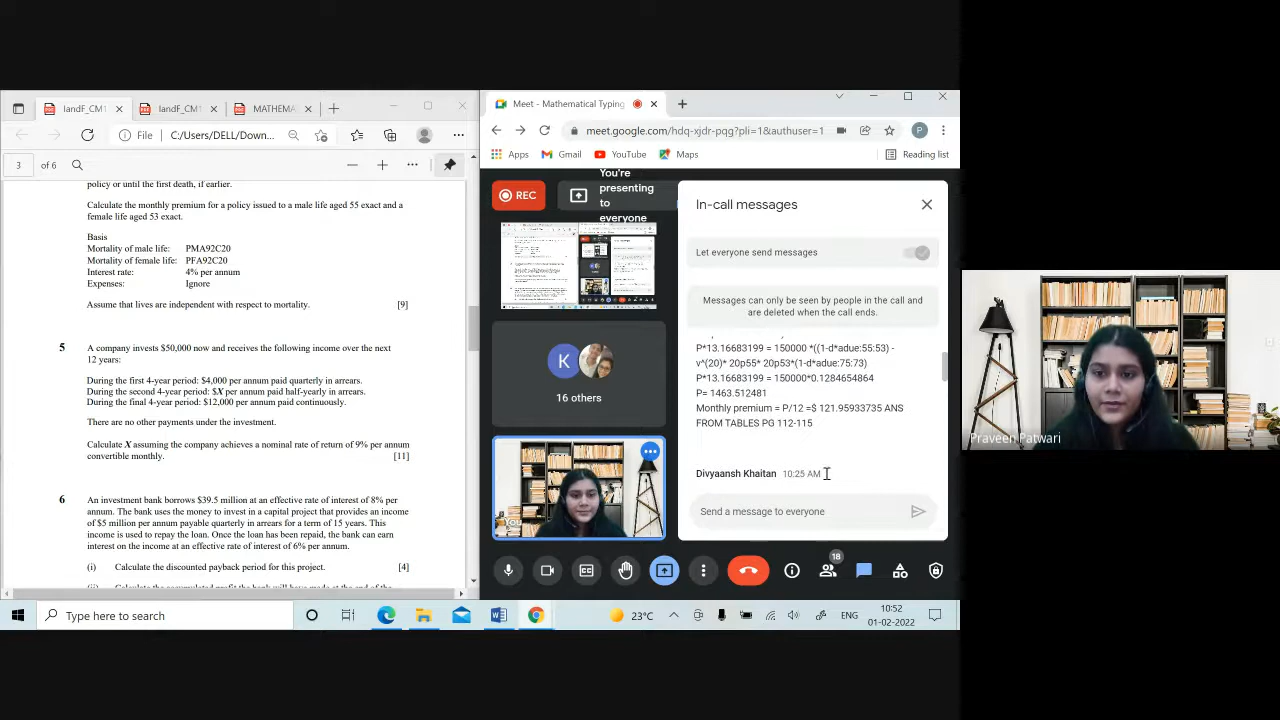 IandF_CM1
IandF_CM1
MATHEMA
File
C:/Users/DELL/Down...
3
of 6
policy or until the first death, if earlier.
Calculate the monthly premium for a policy issued to a male life aged 55 exact and a
female life aged 53 exact.
Basis
Mortality of male life: PMA92C20
Mortality of female life: PFA92C20
Interest rate: 4% per annum
Expenses: Ignore
Assume that lives are independent with respect to mortality. [9]
5 A company invests $50,000 now and receives the following income over the next
12 years:
During the first 4-year period: $4,000 per annum paid quarterly in arrears.
During the second 4-year period: $X per annum paid half-yearly in arrears.
During the final 4-year period: $12,000 per annum paid continuously.
There are no other payments under the investment.
Calculate X assuming the company achieves a nominal rate of return of 9% per annum
convertible monthly. [11]
6 An investment bank borrows $39.5 million at an effective rate of interest of 8% per
annum. The bank uses the money to invest in a capital project that provides an income
of $5 million per annum payable quarterly in arrears for a term of 15 years. This
income is used to repay the loan. Once the loan has been repaid, the bank can earn
interest on the income at an effective rate of interest of 6% per annum.
(i) Calculate the discounted payback period for this project. [4]
Meet - Mathematical Typing
meet.google.com/hdq-xjdr-pqg?pli=1&authuser=1
P
Apps
Gmail
YouTube
Maps
Reading list
REC
You're
presenting
to
everyone
K
16 others
You
In-call messages
Let everyone send messages
Messages can only be seen by people in the call and
are deleted when the call ends.
P*13.16683199 = 150000 *((1-d*adue:55:53) -
v^(20)* 20p55* 20p53*(1-d*adue:75:73)
P*13.16683199 = 150000*0.1284654864
P= 1463.512481
Monthly premium = P/12 =$ 121.95933735 ANS
FROM TABLES PG 112-115
Divyaansh Khaitan 10:25 AM
Send a message to everyone
18
Type here to search
23°C
ENG
10:52
01-02-2022
Praveen Patwari